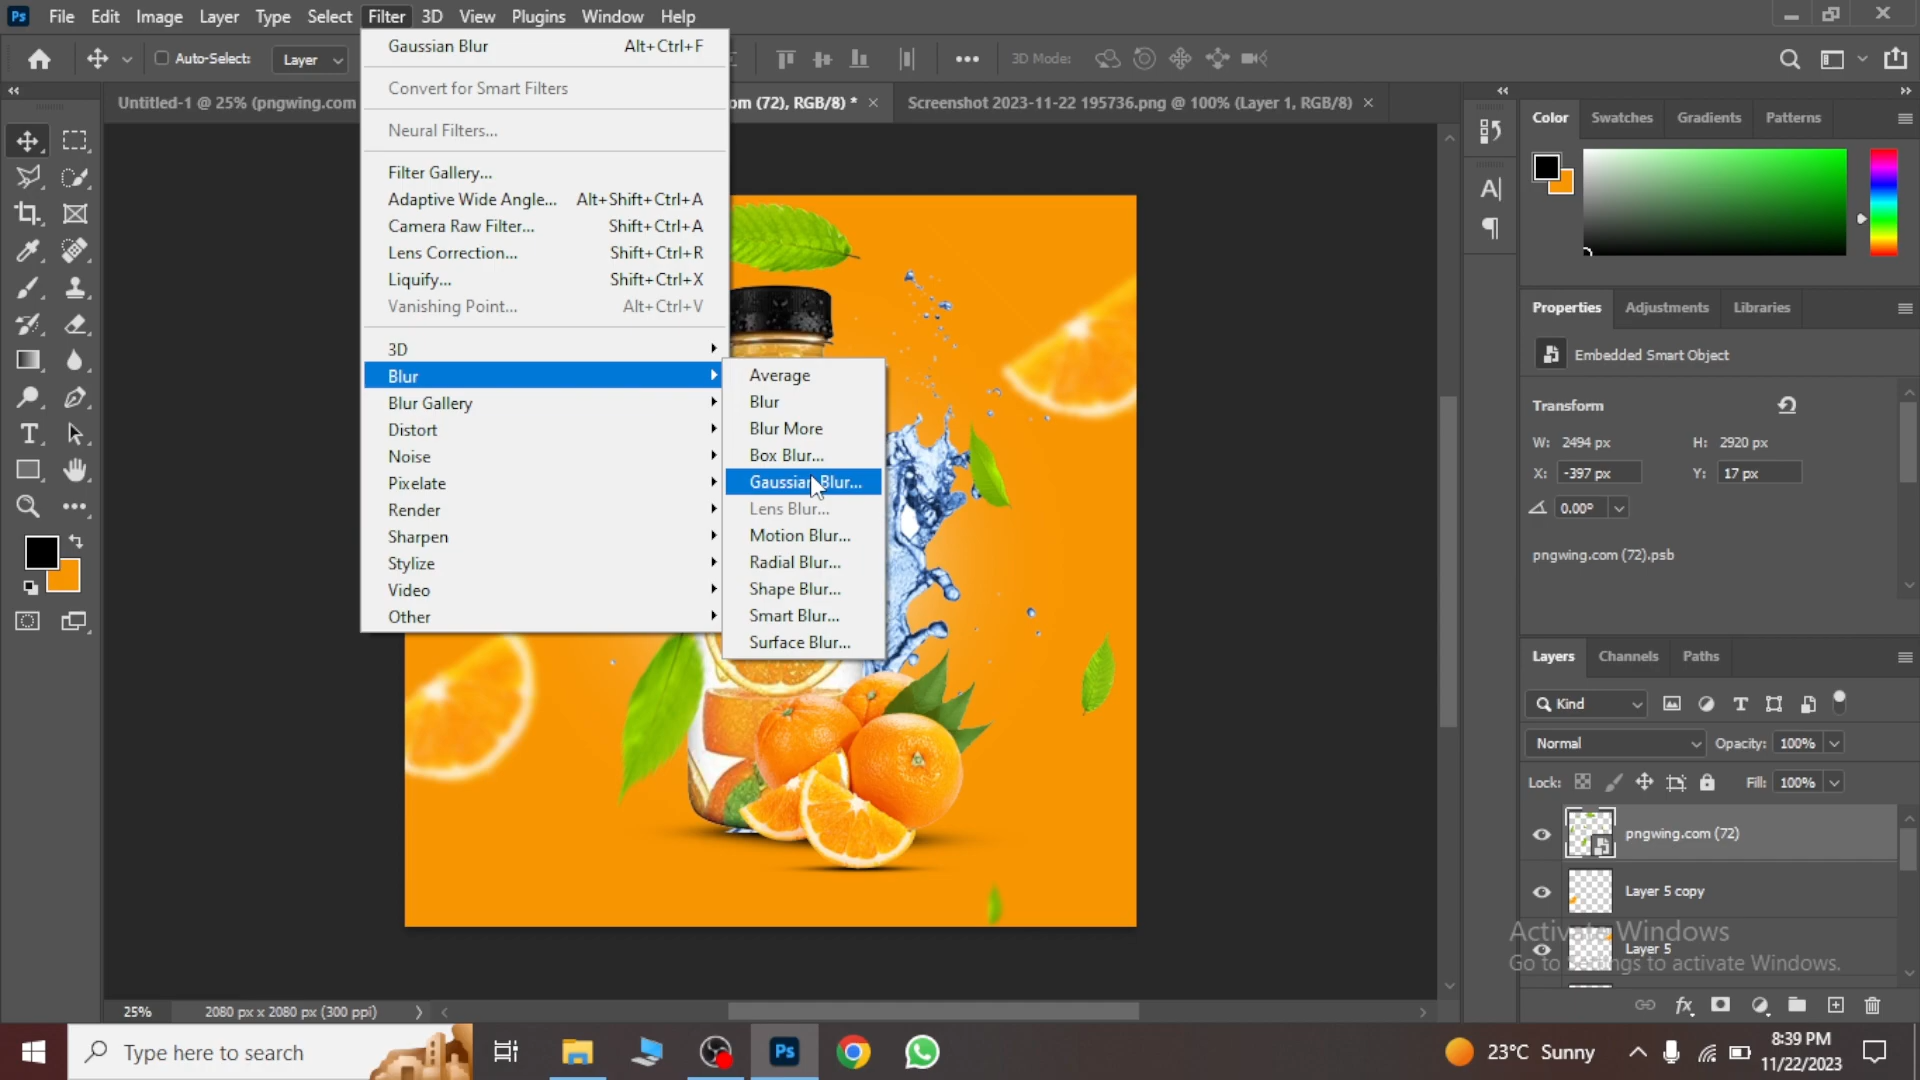 Ps File Edit Image Layer Type Select Filter 3D View Plugins Window Help
Auto-Select: Layer 3D Mode:
Untitled-1 @ 25% (pngwing.com om (72), RGB/8) * Screenshot 2023-11-22 195736.png @ 100% (Layer 1, RGB/8)
Gaussian Blur Alt+Ctrl+F
Convert for Smart Filters
Neural Filters...
Filter Gallery...
Adaptive Wide Angle... Alt+Shift+Ctrl+A
Camera Raw Filter... Shift+Ctrl+A
Lens Correction... Shift+Ctrl+R
Liquify... Shift+Ctrl+X
Vanishing Point... Alt+Ctrl+V
3D
Blur
Blur Gallery
Distort
Noise
Pixelate
Render
Sharpen
Stylize
Video
Other
Average
Blur
Blur More
Box Blur...
Gaussian Blur...
Lens Blur...
Motion Blur...
Radial Blur...
Shape Blur...
Smart Blur...
Surface Blur...
Color Swatches Gradients Patterns
Properties Adjustments Libraries
Embedded Smart Object
Transform
W: 2494 px H: 2920 px
X: -397 px Y: 17 px
0.00°
pngwing.com (72).psb
Layers Channels Paths
Kind
Normal Opacity: 100%
Lock: Fill: 100%
pngwing.com (72)
Layer 5 copy
Layer 5
Activate Windows
Go to Settings to activate Windows.
25% 2080 px x 2080 px (300 ppi)
Type here to search
Ps
23°C Sunny
8:39 PM
11/22/2023